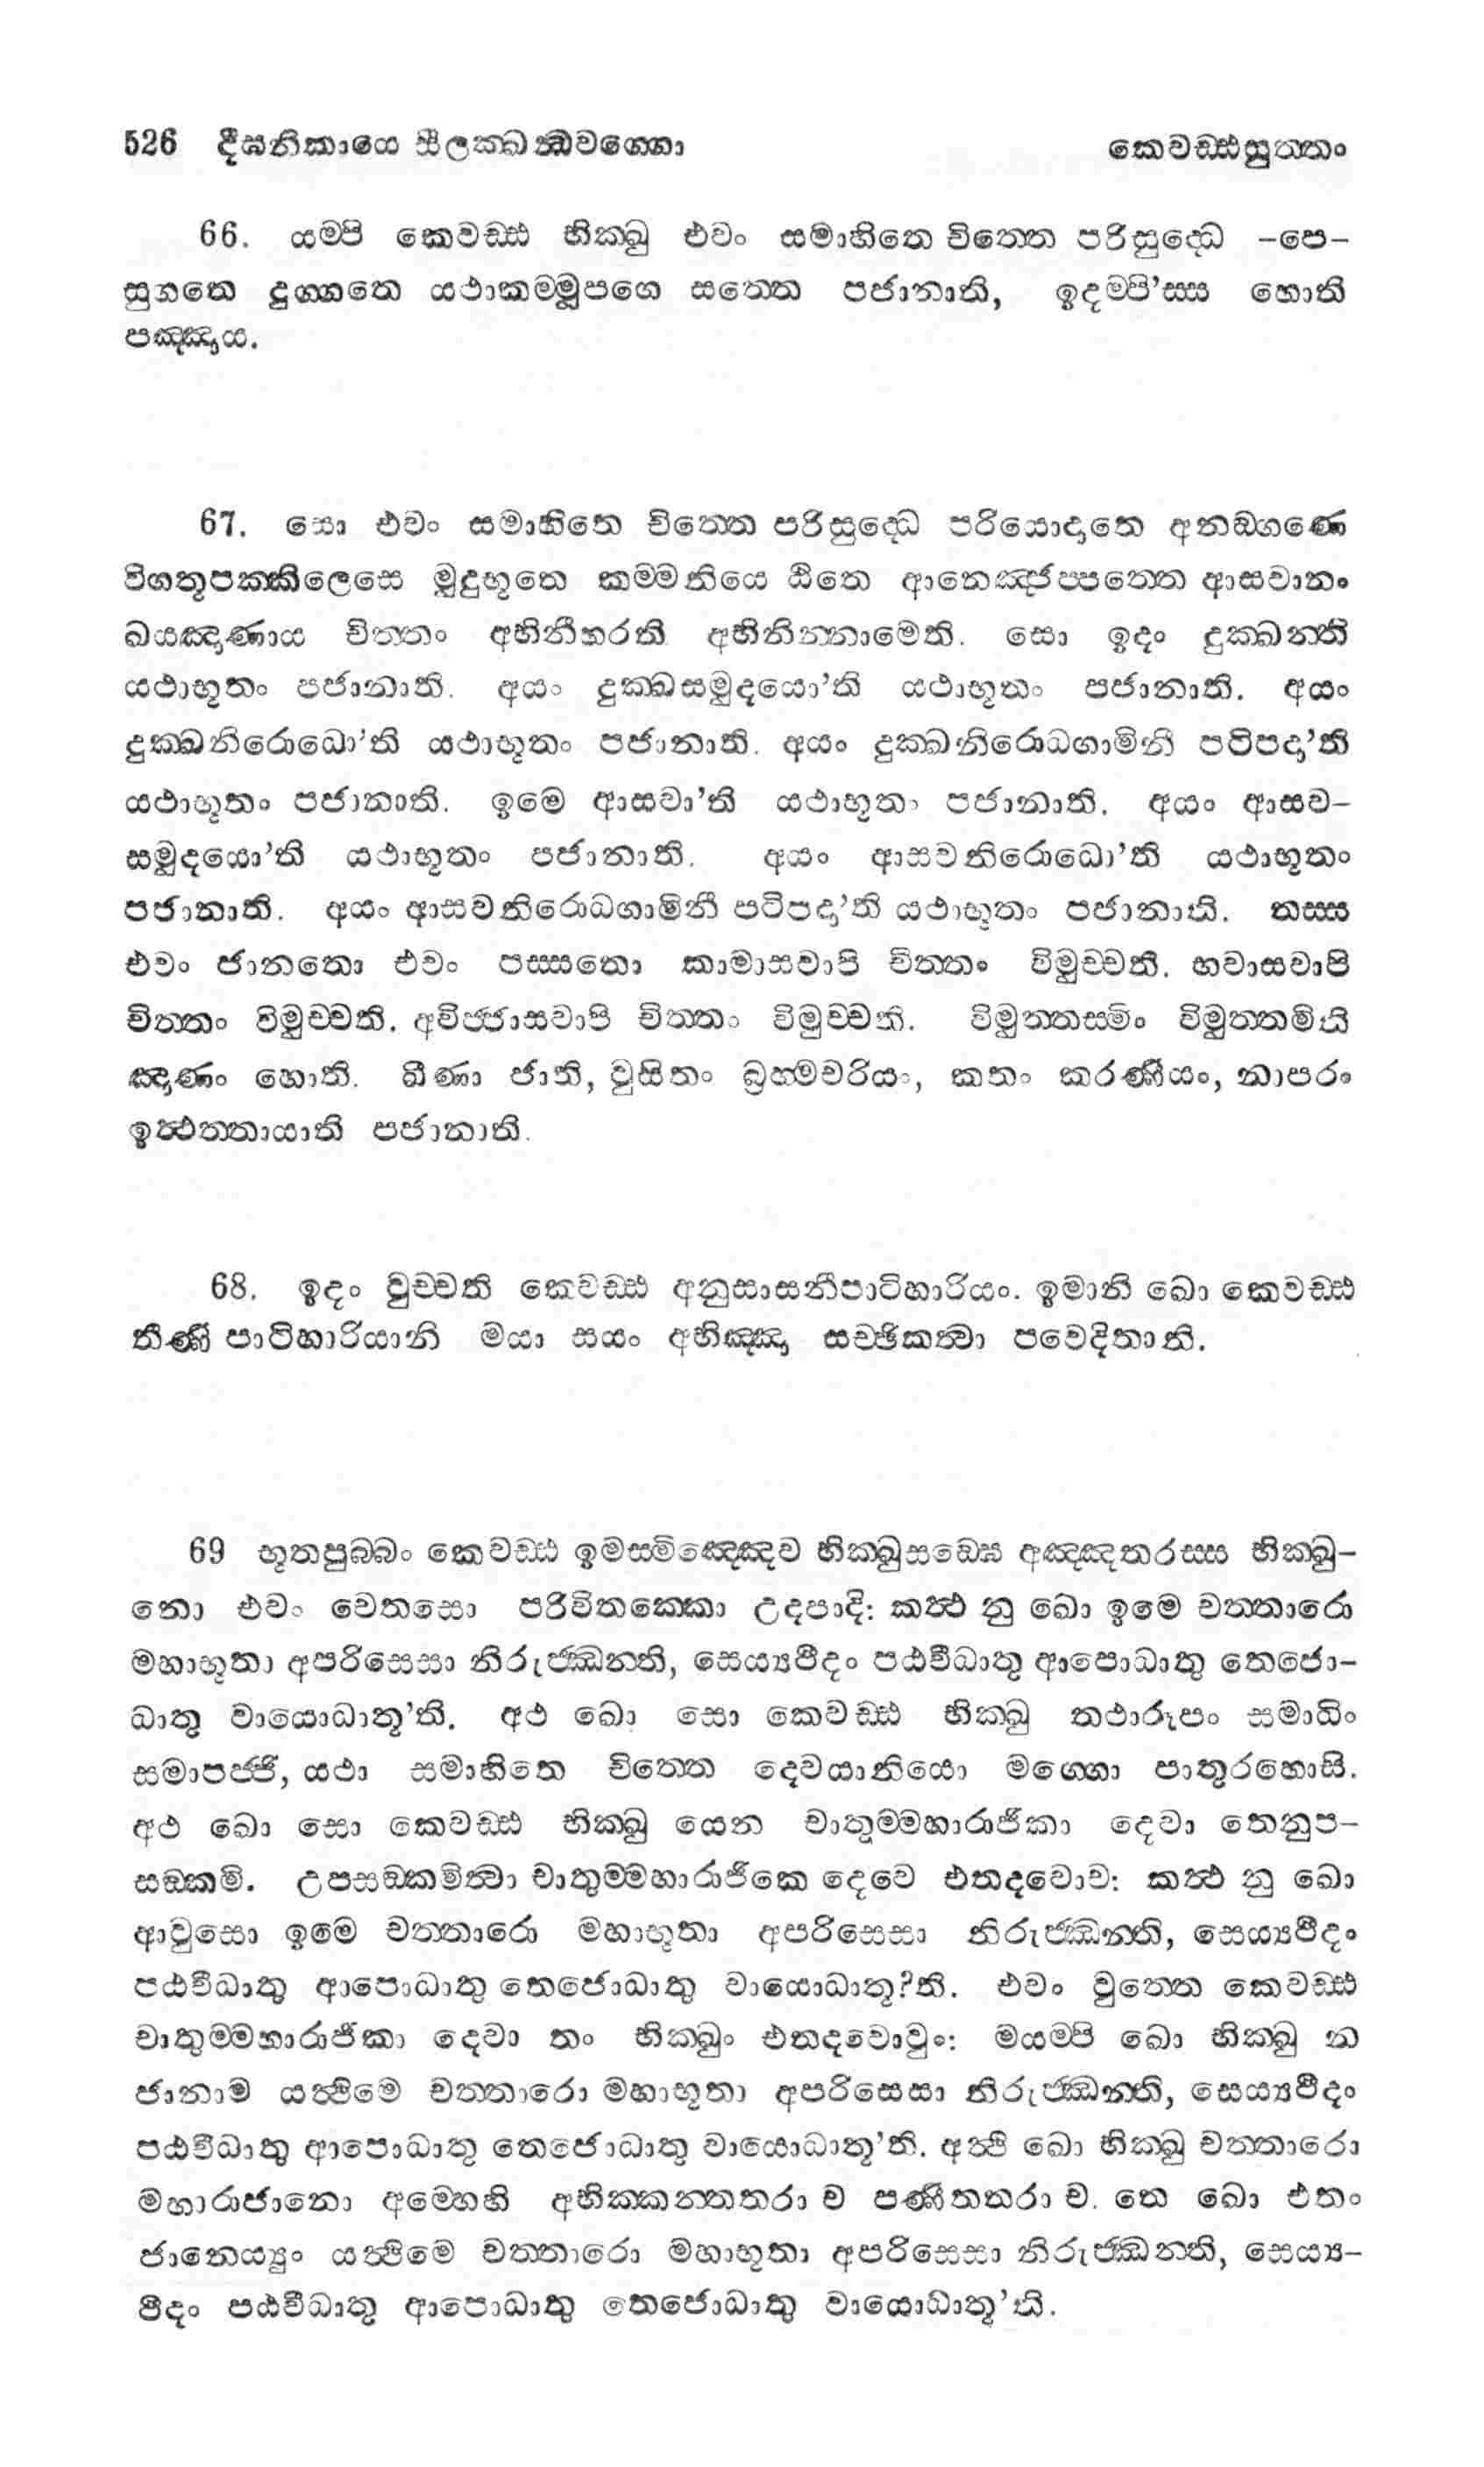 526 දීඝනිකායෙ සීලක්ඛන්ධවග්ගො කෙවඩ්ඪසුත්තං
66. යම්පි කෙවඩ්ඪ භික්ඛු එවං සමාහිතෙ චිත්තෙ පරිසුද්ධෙ -පෙ-
සුගතෙ දුග්ගතෙ යථාකම්මූපගෙ සත්තෙ පජානාති, ඉදම්පි’ස්ස හොති
පඤ්ඤාය.
67. සො එවං සමාහිතෙ චිත්තෙ පරිසුද්ධෙ පරියොදාතෙ අනඞ්ගණෙ
විගතූපක්කිලෙසෙ මුදුභූතෙ කම්මනියෙ ඨිතෙ ආනෙඤ්ජප්පත්තෙ ආසවානං
ඛයඤාණාය චිත්තං අභිනීහරති අභිනින්නාමෙති. සො ඉදං දුක්ඛන්ති
යථාභූතං පජානාති. අයං දුක්ඛසමුදයො’ති යථාභූතං පජානාති. අයං
දුක්ඛනිරොධො’ති යථාභූතං පජානාති. අයං දුක්ඛනිරොධගාමිනී පටිපදා’ති
යථාභූතං පජානාති. ඉමෙ ආසවා’ති යථාභූතං පජානාති. අයං ආසව-
සමුදයො’ති යථාභූතං පජානාති. අයං ආසවනිරොධො’ති යථාභූතං
පජානාති. අයං ආසවනිරොධගාමිනී පටිපදා’ති යථාභූතං පජානාති. තස්ස
එවං ජානතො එවං පස්සතො කාමාසවාපි චිත්තං විමුච්චති. භවාසවාපි
චිත්තං විමුච්චති. අවිජ්ජාසවාපි චිත්තං විමුච්චති. විමුත්තස්මිං විමුත්තමිති
ඤාණං හොති. ඛීණා ජාති, වුසිතං බ්‍රහ්මචරියං, කතං කරණීයං, නාපරං
ඉත්ථත්තායාති පජානාති.
68. ඉදං වුච්චති කෙවඩ්ඪ අනුසාසනීපාටිහාරියං. ඉමානි ඛො කෙවඩ්ඪ
තීණි පාටිහාරියානි මයා සයං අභිඤ්ඤා සච්ඡිකත්වා පවෙදිතානි.
69 භූතපුබ්බං කෙවඩ්ඪ ඉමස්මිඤ්ඤෙව භික්ඛුසඞ්ඝෙ අඤ්ඤතරස්ස භික්ඛු-
නො එවං චෙතසො පරිවිතක්කො උදපාදි: කත්ථ නු ඛො ඉමෙ චත්තාරො
මහාභූතා අපරිසෙසා නිරුජ්ඣන්ති, සෙය්‍යථීදං පඨවීධාතු ආපොධාතු තෙජො-
ධාතු වායොධාතූ’ති. අථ ඛො සො කෙවඩ්ඪ භික්ඛු තථාරූපං සමාධිං
සමාපජ්ජි, යථා සමාහිතෙ චිත්තෙ දෙවයානියො මග්ගො පාතුරහොසි.
අථ ඛො සො කෙවඩ්ඪ භික්ඛු යෙන චාතුම්මහාරාජිකා දෙවා තෙනුප-
සඞ්කමි. උපසඞ්කමිත්වා චාතුම්මහාරාජිකෙ දෙවෙ එතදවොච: කත්ථ නු ඛො
ආවුසො ඉමෙ චත්තාරො මහාභූතා අපරිසෙසා නිරුජ්ඣන්ති, සෙය්‍යථීදං
පඨවීධාතු ආපොධාතු තෙජොධාතු වායොධාතූ?ති. එවං වුත්තෙ කෙවඩ්ඪ
චාතුම්මහාරාජිකා දෙවා තං භික්ඛුං එතදවොචුං: මයම්පි ඛො භික්ඛු න
ජානාම යත්ථිමෙ චත්තාරො මහාභූතා අපරිසෙසා නිරුජ්ඣන්ති, සෙය්‍යථීදං
පඨවීධාතු ආපොධාතු තෙජොධාතු වායොධාතූ’ති. අත්ථි ඛො භික්ඛු චත්තාරො
මහාරාජානො අම්හෙහි අභික්කන්තතරා ච පණීතතරා ච. තෙ ඛො එතං
ජානෙය්‍යුං යත්ථිමෙ චත්තාරො මහාභූතා අපරිසෙසා නිරුජ්ඣන්ති, සෙය්‍ය-
ථීදං පඨවීධාතු ආපොධාතු තෙජොධාතු වායොධාතූ’ති.